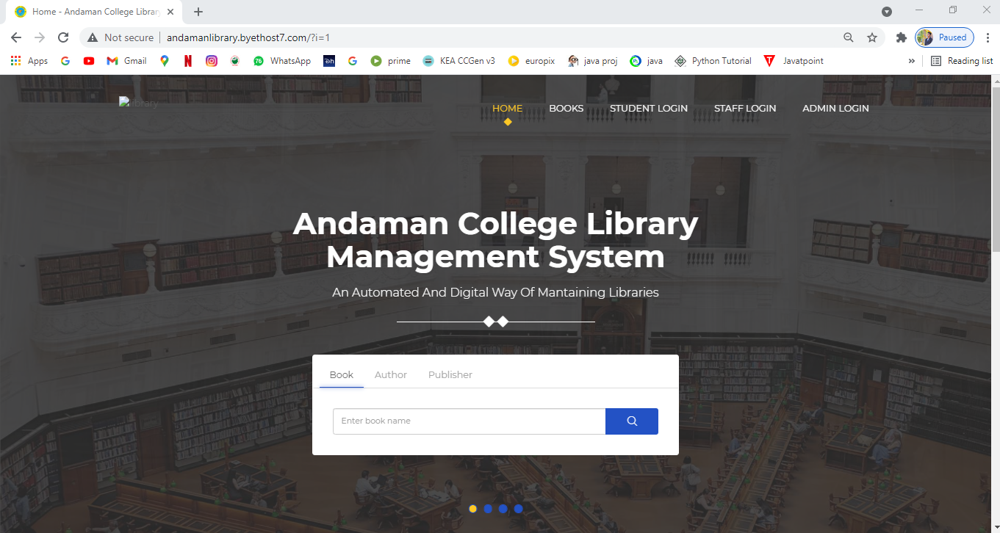 Home - Andaman College Library
Not secure
andamanlibrary.byethost7.com/?i=1
Paused
Apps
Gmail
76
WhatsApp
prime
KEA CCGen v3
europix
java proj
java
Python Tutorial
Javatpoint
»
Reading list
library
HOME
BOOKS
STUDENT LOGIN
STAFF LOGIN
ADMIN LOGIN
Andaman College Library
Management System
An Automated And Digital Way Of Mantaining Libraries
Book
Author
Publisher
Enter book name